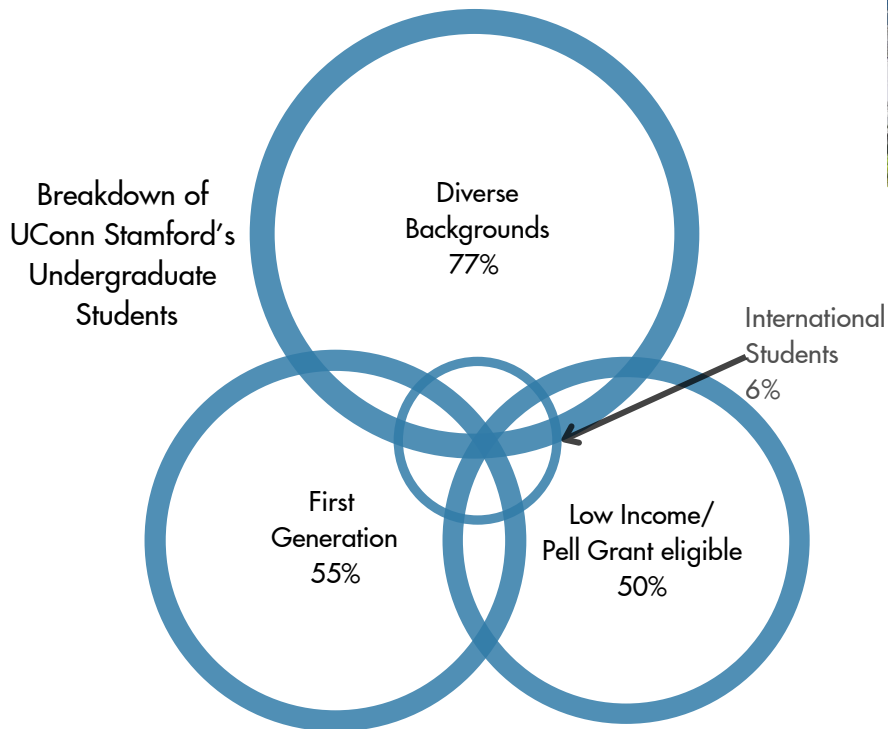 Breakdown of
UConn Stamford's
Undergraduate
Students
Diverse
Backgrounds
77%
International
Students
6%
First
Generation
55%
Low Income/
Pell Grant eligible
50%